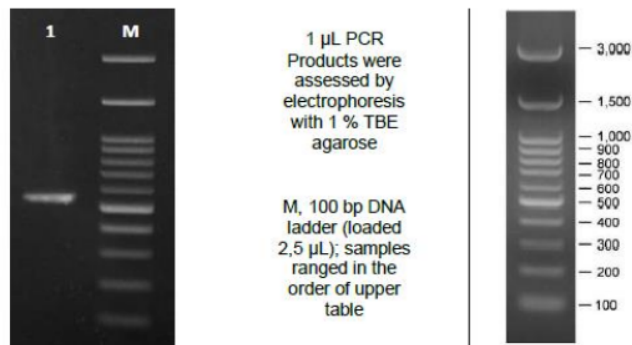 1 M
1 µL PCR
Products were
assessed by
electrophoresis
with 1 % TBE
agarose
M, 100 bp DNA
ladder (loaded
2,5 µL); samples
ranged in the
order of upper
table
3,000
1,500
1,000
900
800
700
600
500
400
300
200
100